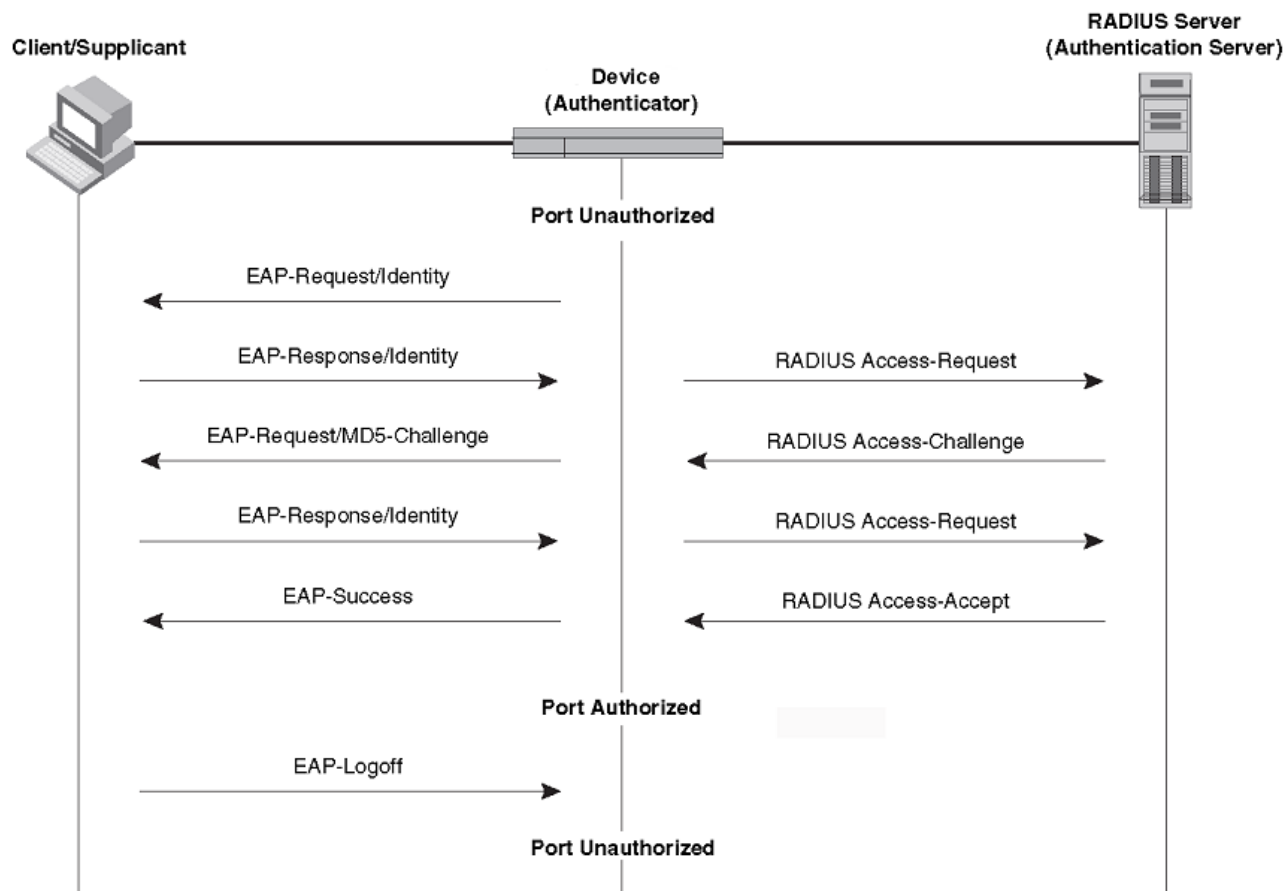 RADIUS Server
(Authentication Server)
Client/Supplicant
Device
(Authenticator)
Port Unauthorized
EAP-Request/Identity
EAP-Response/Identity
RADIUS Access-Request
EAP-Request/MD5-Challenge
RADIUS Access-Challenge
EAP-Response/Identity
RADIUS Access-Request
EAP-Success
RADIUS Access-Accept
Port Authorized
EAP-Logoff
Port Unauthorized